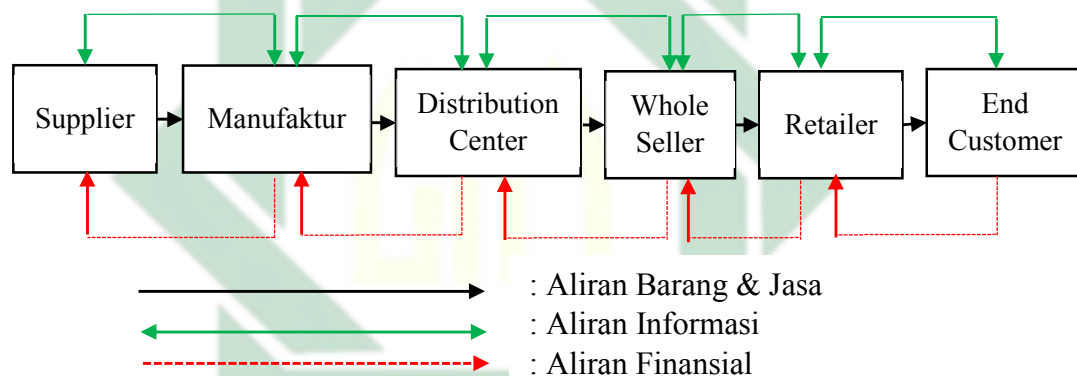 Supplier
Manufaktur
Distribution
Center
Whole
Seller
Retailer
End
Customer
: Aliran Barang & Jasa
: Aliran Informasi
: Aliran Finansial